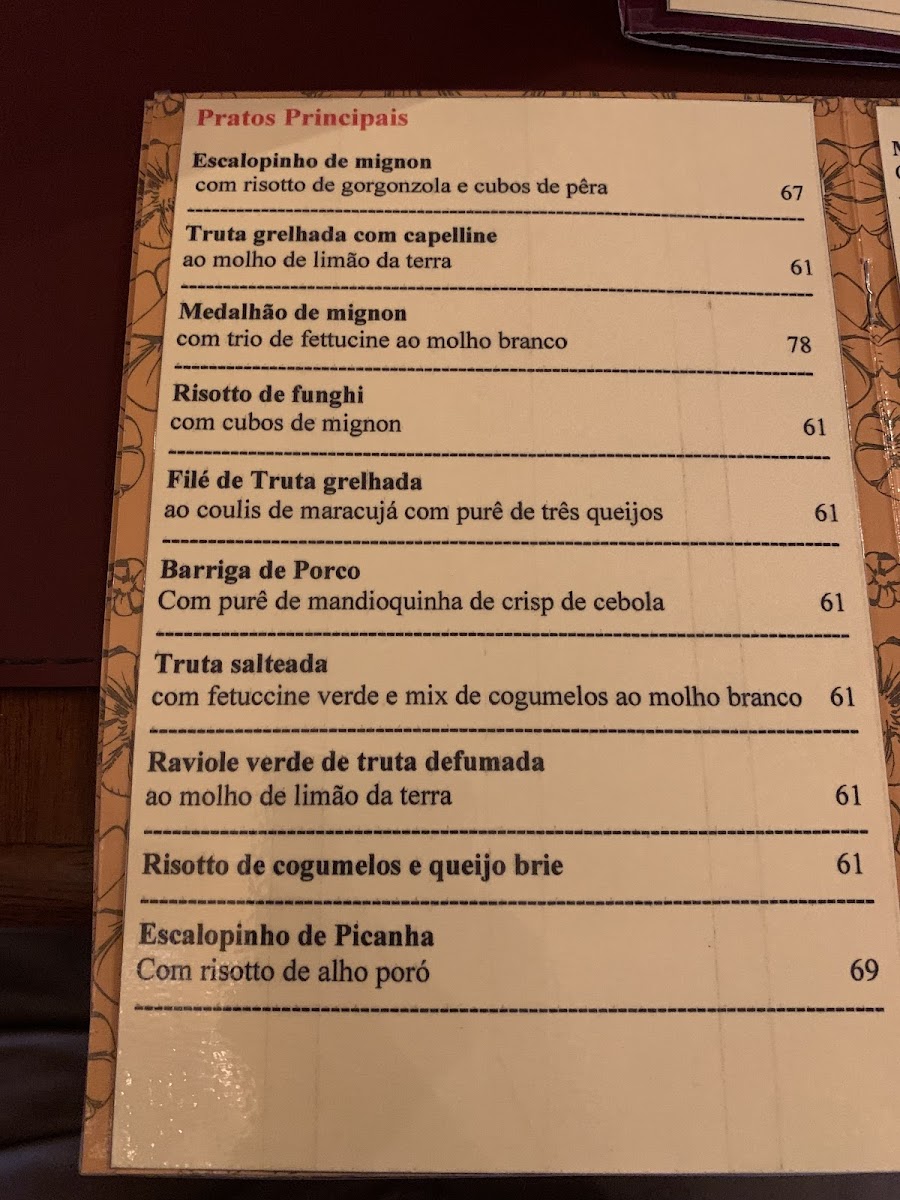 Pratos Principais
Escalopinho de mignon
com risotto de gorgonzola e cubos de pêra 67
Truta grelhada com capelline
ao molho de limão da terra 61
Medalhão de mignon
com trio de fettucine ao molho branco 78
Risotto de funghi
com cubos de mignon 61
Filé de Truta grelhada
ao coulis de maracujá com purê de três queijos 61
Barriga de Porco
Com purê de mandioquinha de crisp de cebola 61
Truta salteada
com fetuccine verde e mix de cogumelos ao molho branco 61
Raviole verde de truta defumada
ao molho de limão da terra 61
Risotto de cogumelos e queijo brie 61
Escalopinho de Picanha
Com risotto de alho poró 69